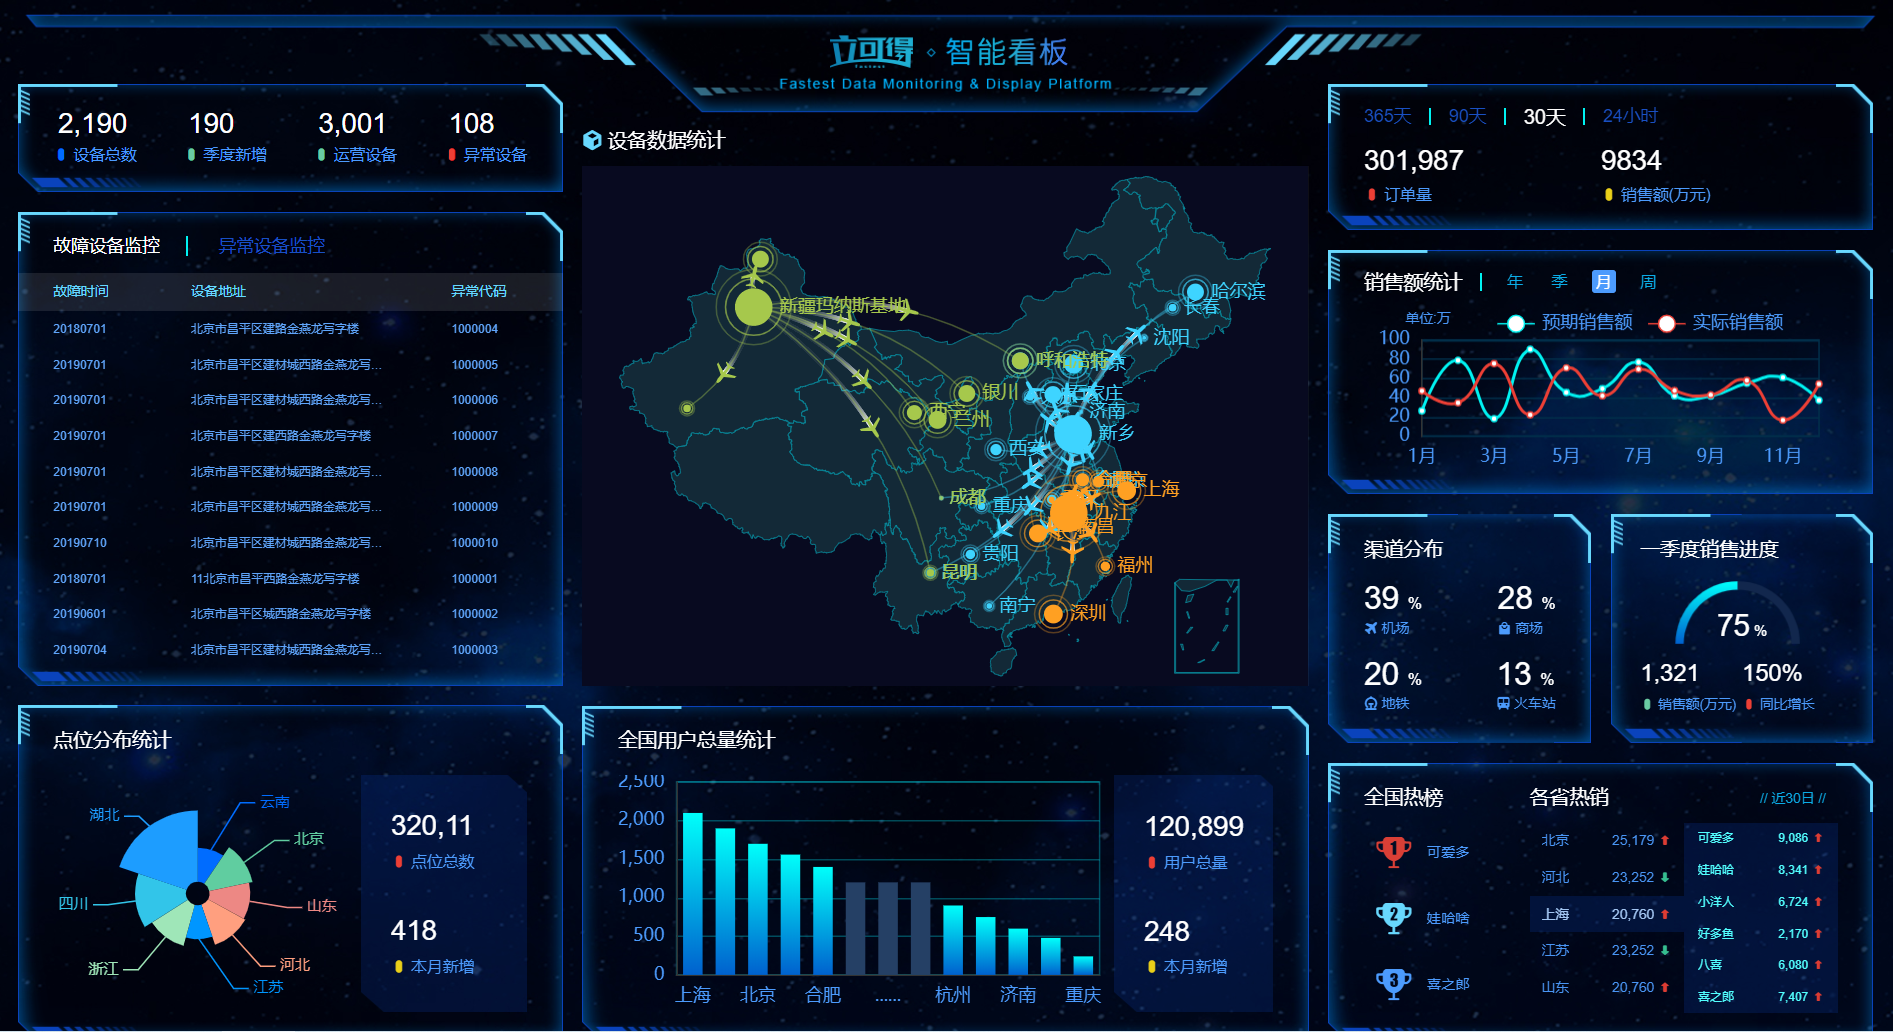 立可得 智能看板
Fastest Data Monitoring & Display Platform
2,190
设备总数
190
季度新增
3,001
运营设备
108
异常设备
故障设备监控
异常设备监控
故障时间 设备地址 异常代码
20180701 北京市昌平区建路金燕龙写字楼 1000004
20190701 北京市昌平区建材城西路金燕龙写... 1000005
20190701 北京市昌平区建材城西路金燕龙写... 1000006
20190701 北京市昌平区建西路金燕龙写字楼 1000007
20190701 北京市昌平区建材城西路金燕龙写... 1000008
20190701 北京市昌平区建材城西路金燕龙写... 1000009
20190710 北京市昌平区建材城西路金燕龙写... 1000010
20180701 11北京市昌平西路金燕龙写字楼 1000001
20190601 北京市昌平区城西路金燕龙写字楼 1000002
20190704 北京市昌平区建材城西路金燕龙写... 1000003
点位分布统计
云南
湖北
北京
四川
山东
浙江
河北
江苏
320,11
点位总数
418
本月新增
设备数据统计
新疆玛纳斯基地
哈尔滨
长春
沈阳
呼和浩特
银川
石家庄
兰州
济南
新乡
西安
成都
重庆
上海
九江
贵阳
昆明
福州
南宁
深圳
全国用户总量统计
2,500
2,000
1,500
1,000
500
0
上海 北京 合肥 ...... 杭州 济南 重庆
120,899
用户总量
248
本月新增
365天 90天 30天 24小时
301,987
订单量
9834
销售额(万元)
销售额统计
年 季 月 周
单位:万
预期销售额 实际销售额
100
80
60
40
20
0
1月 3月 5月 7月 9月 11月
渠道分布
39 %
机场
28 %
商场
20 %
地铁
13 %
火车站
一季度销售进度
75 %
1,321
销售额(万元)
150%
同比增长
全国热榜
1 可爱多
2 娃哈啥
3 喜之郎
各省热销
// 近30日 //
北京 25,179
河北 23,252
上海 20,760
江苏 23,252
山东 20,760
可爱多 9,086
娃哈哈 8,341
小洋人 6,724
好多鱼 2,170
八喜 6,080
喜之郎 7,407